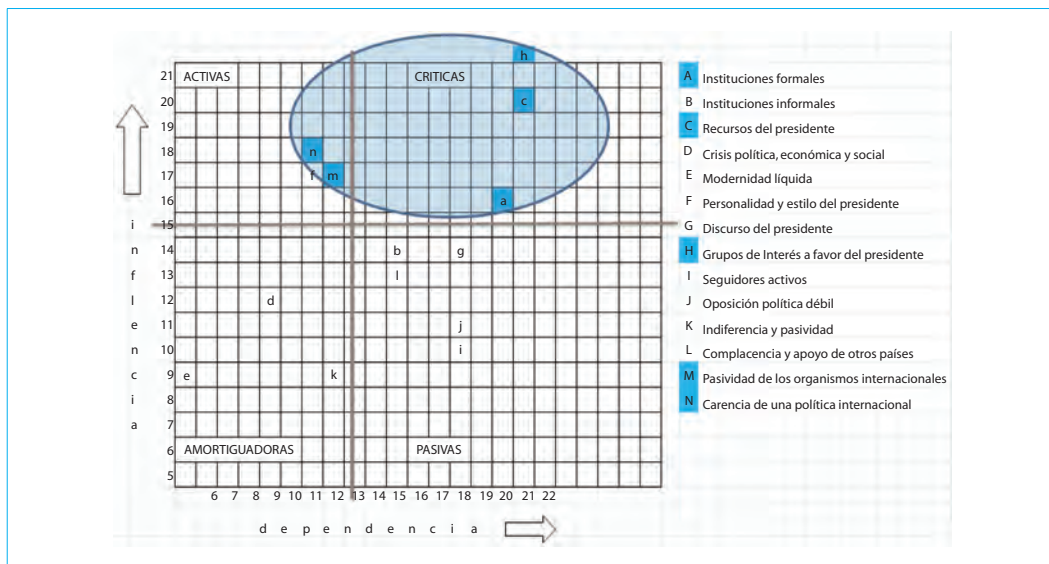 h
21 ACTIVAS CRITICAS
20 c
19
18 n
17 f m
16 a
15
14 b g
13 l
12 d
11 j
10 i
9 e k
8
7
6 AMORTIGUADORAS PASIVAS
5
6 7 8 9 10 11 12 13 14 15 16 17 18 19 20 21 22
i
n
f
l
e
n
c
i
a
d e p e n d e n c i a
A Instituciones formales
B Instituciones informales
C Recursos del presidente
D Crisis política, económica y social
E Modernidad líquida
F Personalidad y estilo del presidente
G Discurso del presidente
H Grupos de Interés a favor del presidente
I Seguidores activos
J Oposición política débil
K Indiferencia y pasividad
L Complacencia y apoyo de otros países
M Pasividad de los organismos internacionales
N Carencia de una política internacional